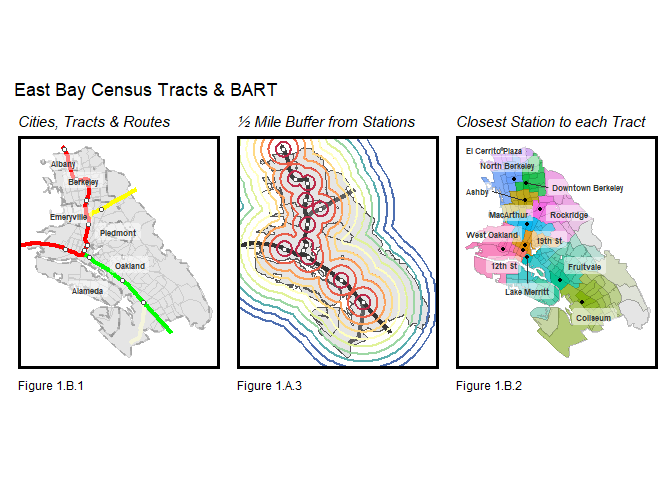 East Bay Census Tracts & BART
Cities, Tracts & Routes
½ Mile Buffer from Stations
Closest Station to each Tract
Albany
Berkeley
Emeryville
Piedmont
Oakland
Alameda
El Cerrito Plaza
North Berkeley
Ashby
Downtown Berkeley
MacArthur
Rockridge
West Oakland
19th St
12th St
Fruitvale
Lake Merritt
Coliseum
Figure 1.B.1
Figure 1.A.3
Figure 1.B.2